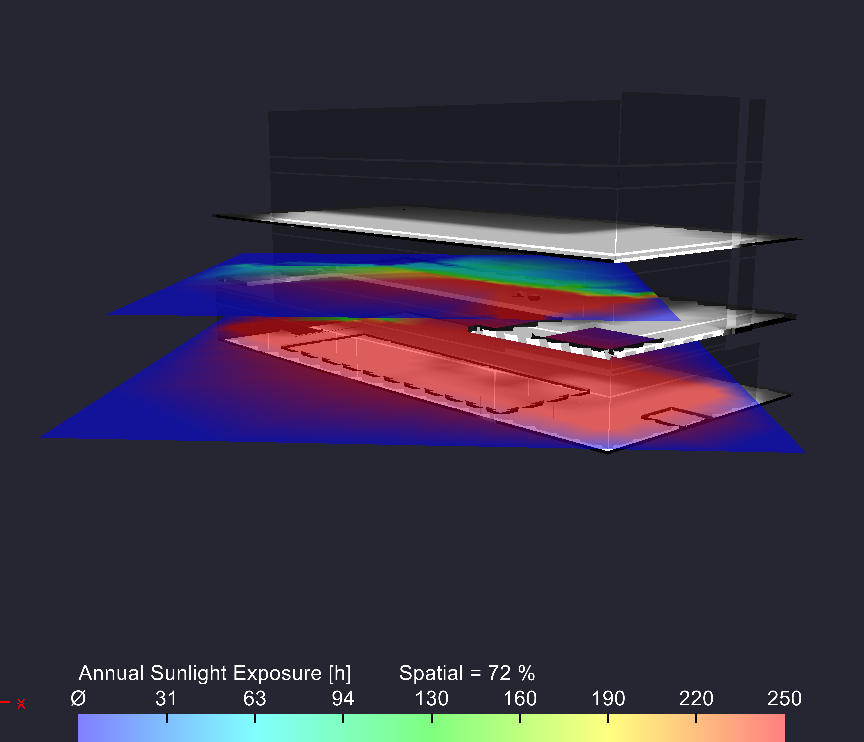 Annual Sunlight Exposure [h] Spatial = 72 %
x
Ø 31 63 94 130 160 190 220 250